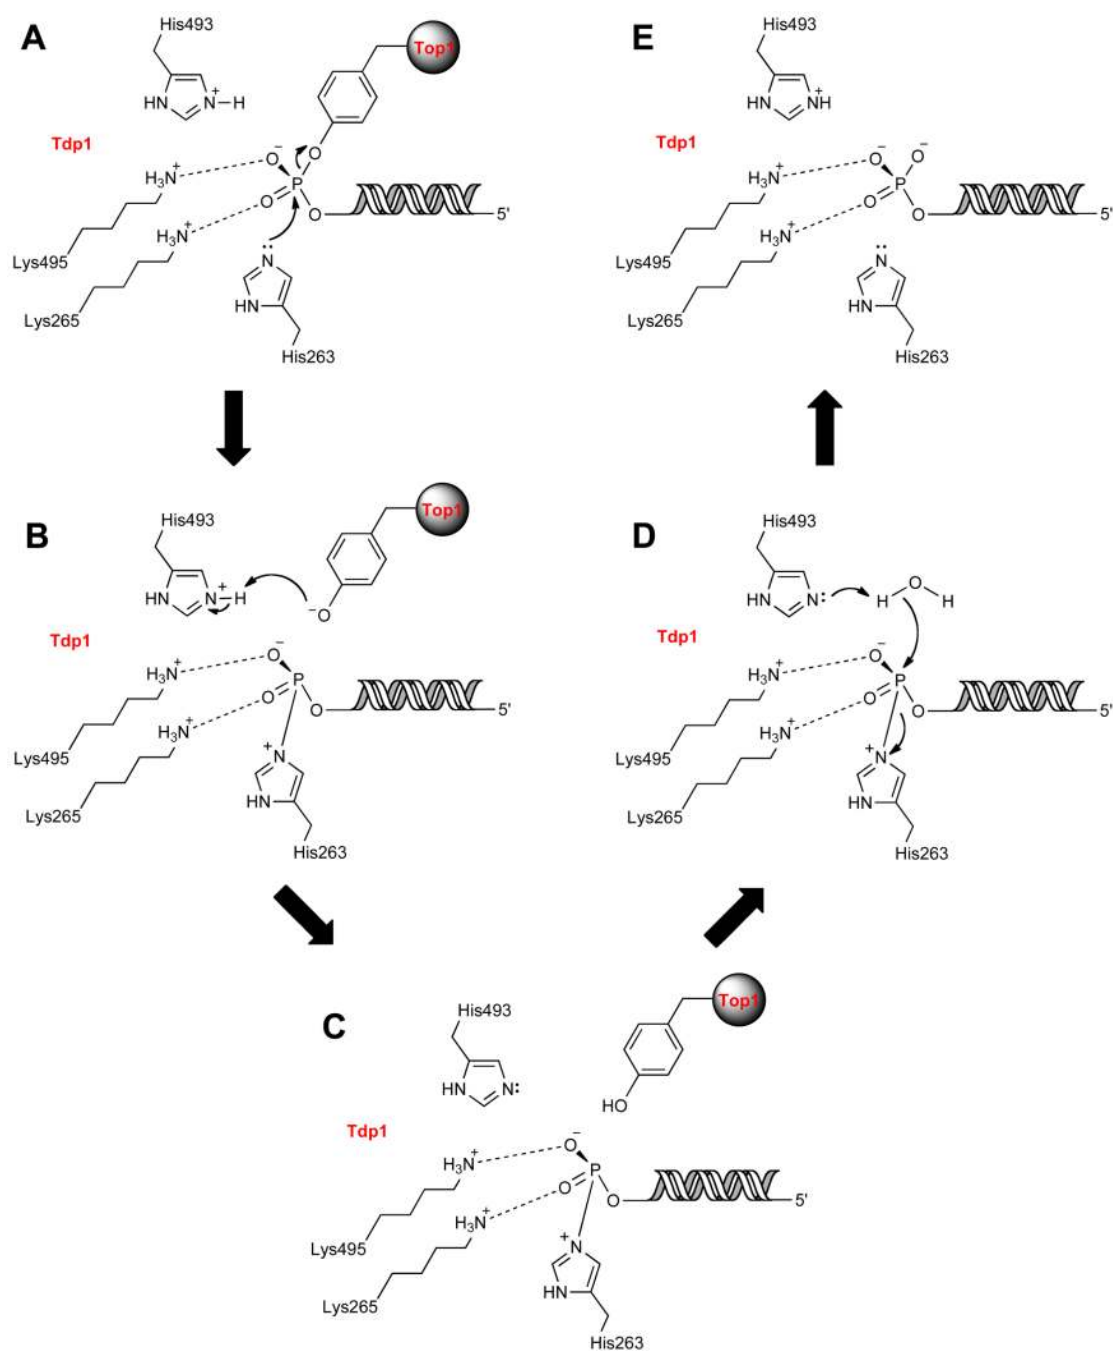 A
His493
Top1
HN
N
+
H
Tdp1
O
−
O
P
O
O
H₃N
+
H₃N
+
5'
Lys495
Lys265
N
HN
His263
E
His493
HN
NH
+
Tdp1
O
−
O
−
P
O
O
H₃N
+
H₃N
+
5'
Lys495
Lys265
N
HN
His263
B
His493
Top1
HN
N
+
H
−
O
Tdp1
O
−
P
O
O
H₃N
+
H₃N
+
5'
Lys495
Lys265
+
N
HN
His263
D
His493
HN
N:
H
O
H
Tdp1
O
−
P
O
O
H₃N
+
H₃N
+
5'
Lys495
Lys265
+
N
HN
His263
C
His493
Top1
HN
N:
HO
Tdp1
O
−
P
O
O
H₃N
+
H₃N
+
5'
Lys495
Lys265
+
N
HN
His263